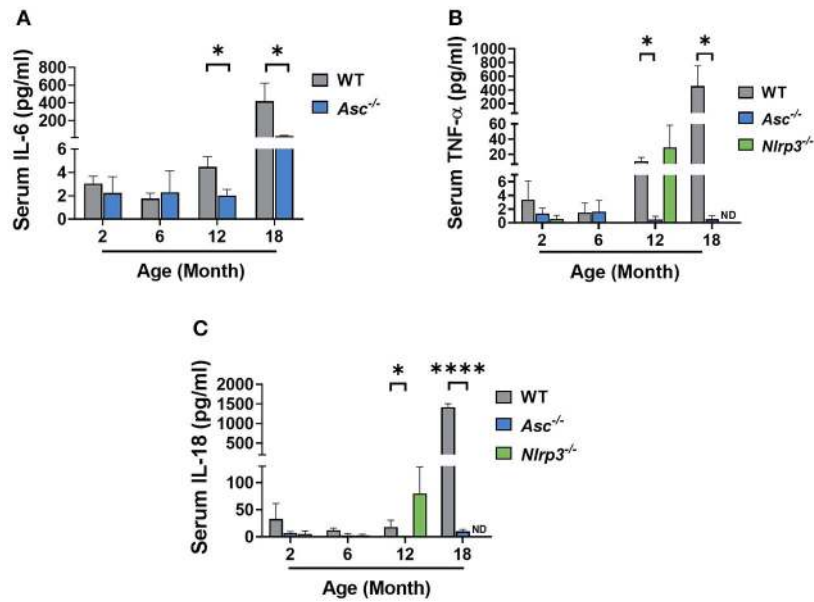 A
Serum IL-6 (pg/ml)
800
600
400
200
6
4
2
0
*
*
WT
Asc-/-
2 6 12 18
Age (Month)
B
Serum TNF-α (pg/ml)
1000
800
600
400
200
60
40
20
6
4
2
0
*
*
ND
WT
Asc-/-
Nlrp3-/-
2 6 12 18
Age (Month)
C
Serum IL-18 (pg/ml)
2000
1500
1000
500
100
50
0
*
****
ND
WT
Asc-/-
Nlrp3-/-
2 6 12 18
Age (Month)